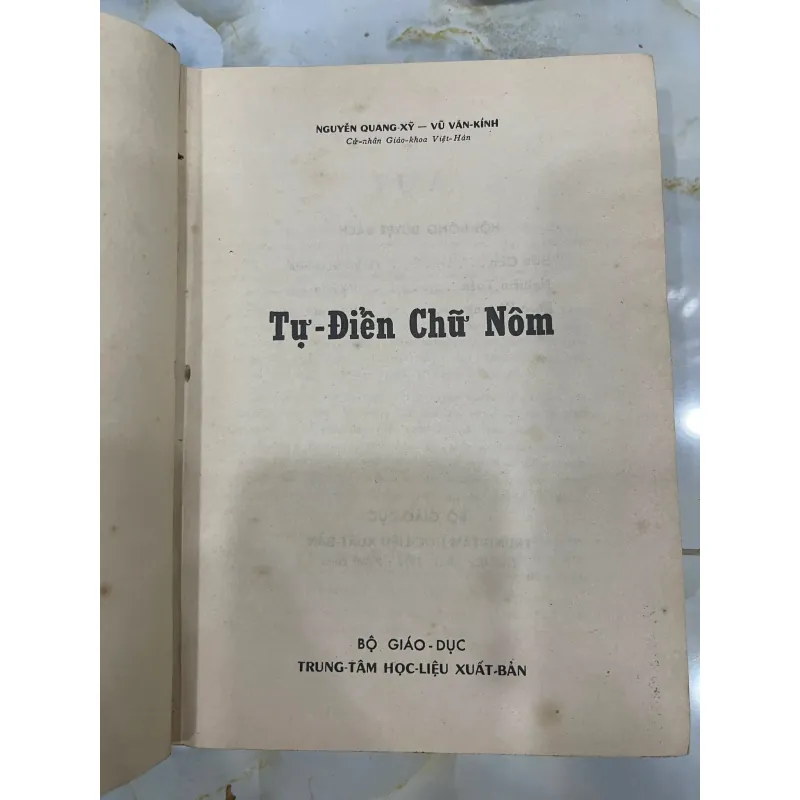 NGUYỄN QUANG-XỸ — VŨ VĂN-KÍNH
Cử-nhân Giáo-khoa Việt-Hán
Tự-Điển Chữ Nôm
BỘ GIÁO-DỤC
TRUNG-TÂM HỌC-LIỆU XUẤT-BẢN